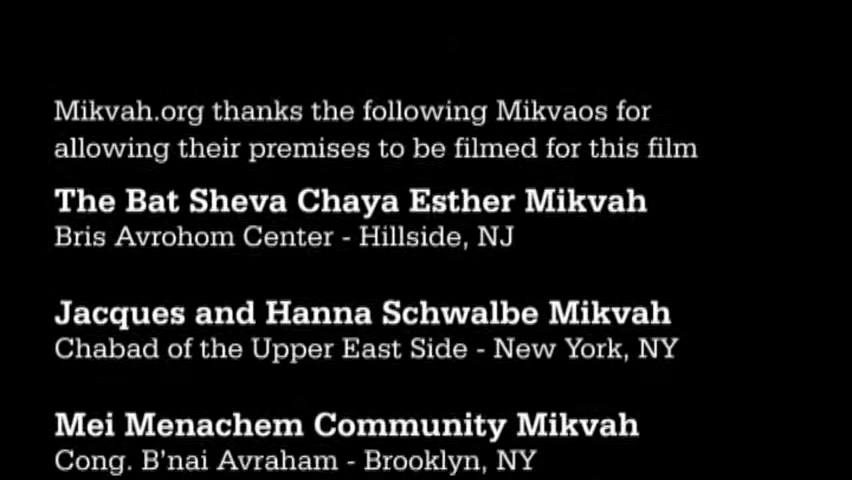 Mikvah.org thanks the following Mikvaos for
allowing their premises to be filmed for this film
The Bat Sheva Chaya Esther Mikvah
Bris Avrohom Center - Hillside, NJ
Jacques and Hanna Schwalbe Mikvah
Chabad of the Upper East Side - New York, NY
Mei Menachem Community Mikvah
Cong. B'nai Avraham - Brooklyn, NY